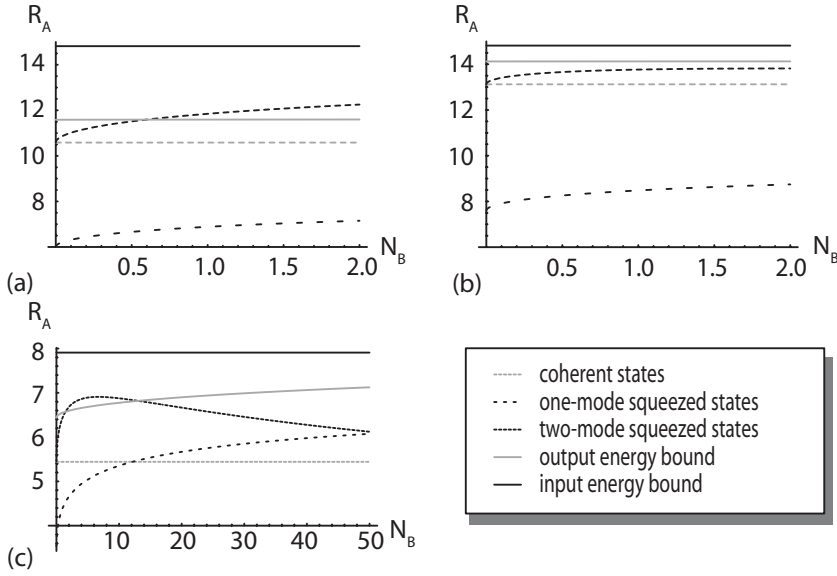 R_A
14
12
10
8
0.5 1.0 1.5 2.0 N_B
(a)
R_A
14
12
10
8
0.5 1.0 1.5 2.0 N_B
(b)
R_A
8
7
6
5
10 20 30 40 50 N_B
(c)
coherent states
one-mode squeezed states
two-mode squeezed states
output energy bound
input energy bound